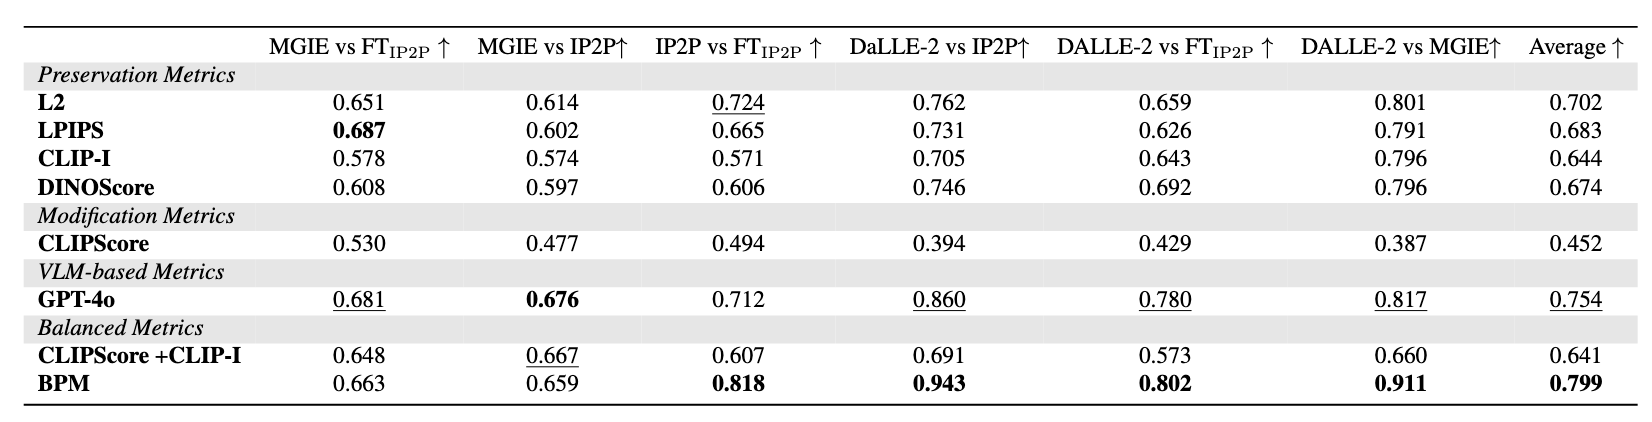 MGIE vs FT_IP2P ↑ MGIE vs IP2P↑ IP2P vs FT_IP2P ↑ DaLLE-2 vs IP2P↑ DALLE-2 vs FT_IP2P ↑ DALLE-2 vs MGIE↑ Average ↑
Preservation Metrics
L2 0.651 0.614 0.724 0.762 0.659 0.801 0.702
LPIPS 0.687 0.602 0.665 0.731 0.626 0.791 0.683
CLIP-I 0.578 0.574 0.571 0.705 0.643 0.796 0.644
DINOScore 0.608 0.597 0.606 0.746 0.692 0.796 0.674
Modification Metrics
CLIPScore 0.530 0.477 0.494 0.394 0.429 0.387 0.452
VLM-based Metrics
GPT-4o 0.681 0.676 0.712 0.860 0.780 0.817 0.754
Balanced Metrics
CLIPScore +CLIP-I 0.648 0.667 0.607 0.691 0.573 0.660 0.641
BPM 0.663 0.659 0.818 0.943 0.802 0.911 0.799